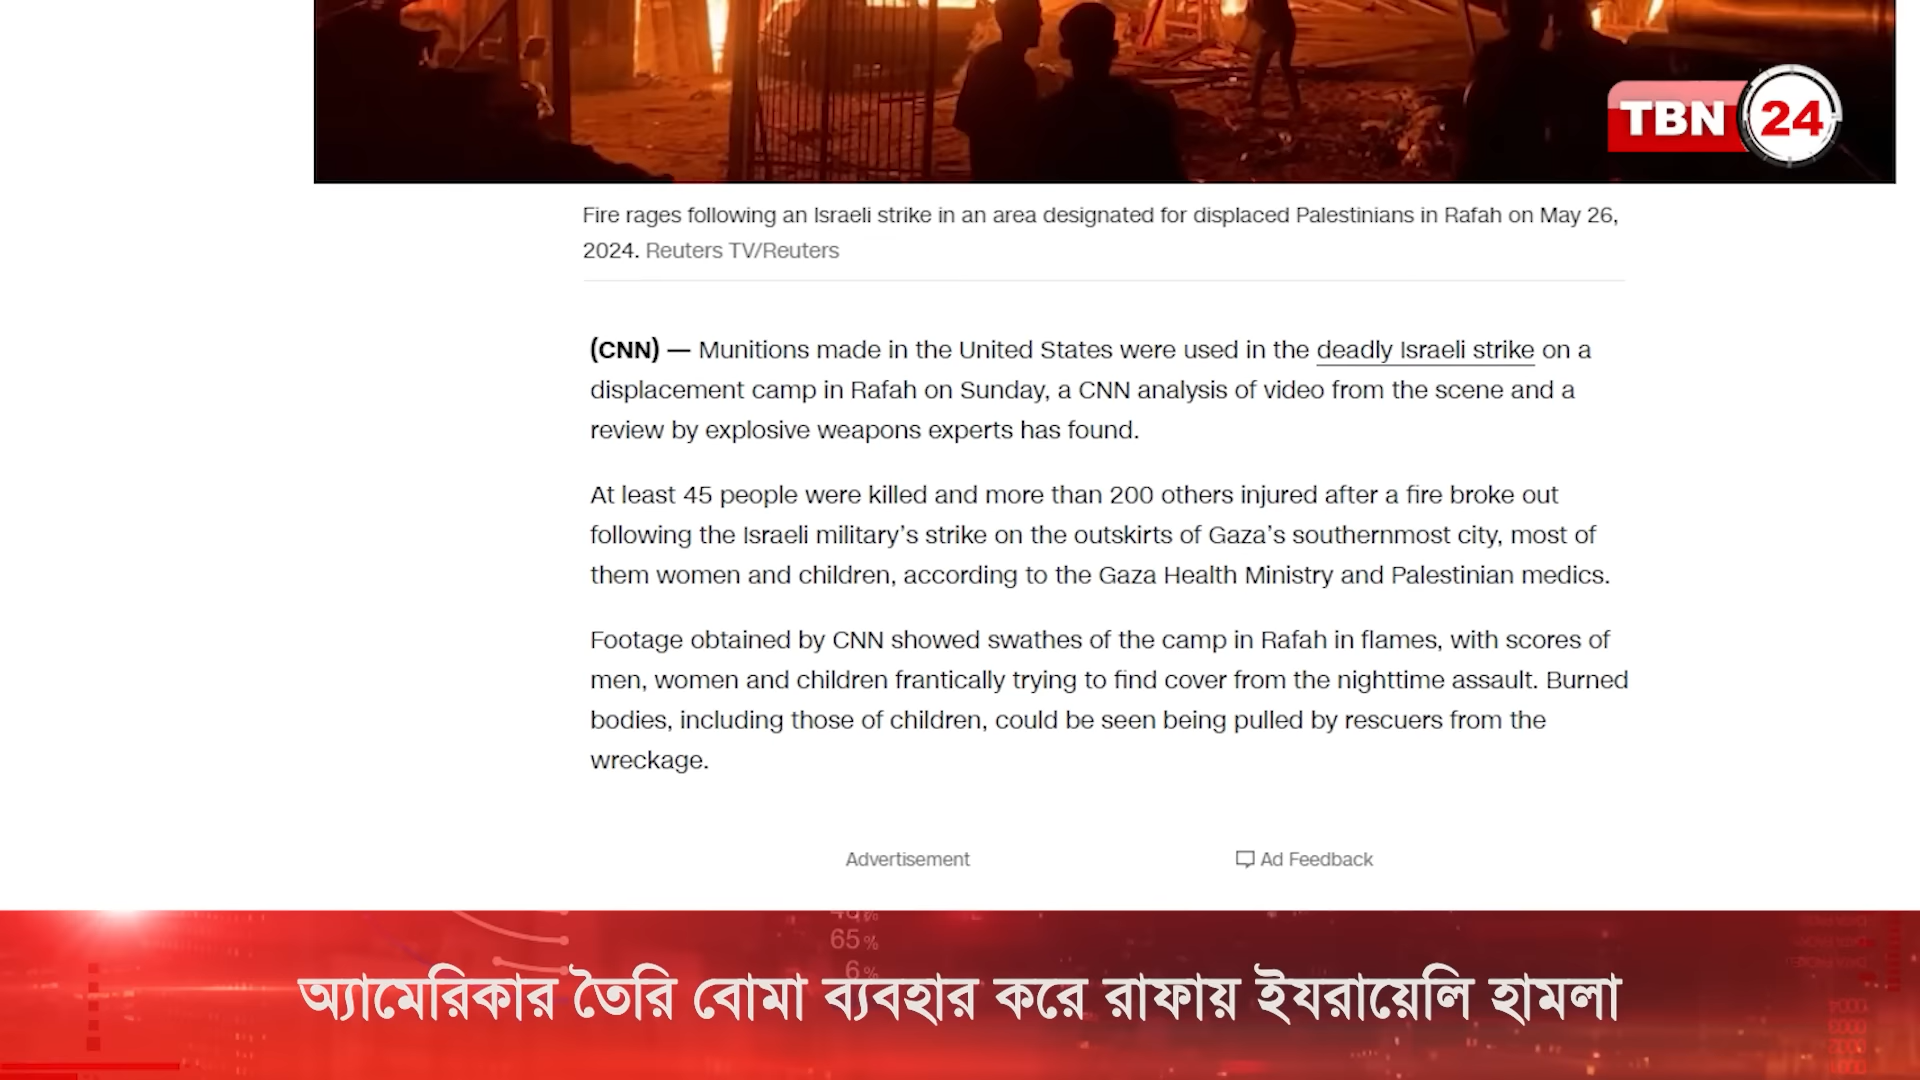 TBN 24
Fire rages following an Israeli strike in an area designated for displaced Palestinians in Rafah on May 26,
2024. Reuters TV/Reuters
(CNN) — Munitions made in the United States were used in the deadly Israeli strike on a
displacement camp in Rafah on Sunday, a CNN analysis of video from the scene and a
review by explosive weapons experts has found.
At least 45 people were killed and more than 200 others injured after a fire broke out
following the Israeli military’s strike on the outskirts of Gaza’s southernmost city, most of
them women and children, according to the Gaza Health Ministry and Palestinian medics.
Footage obtained by CNN showed swathes of the camp in Rafah in flames, with scores of
men, women and children frantically trying to find cover from the nighttime assault. Burned
bodies, including those of children, could be seen being pulled by rescuers from the
wreckage.
Advertisement Ad Feedback
65 %
6 %
অ্যামেরিকার তৈরি বোমা ব্যবহার করে রাফায় ইযরায়েলি হামলা